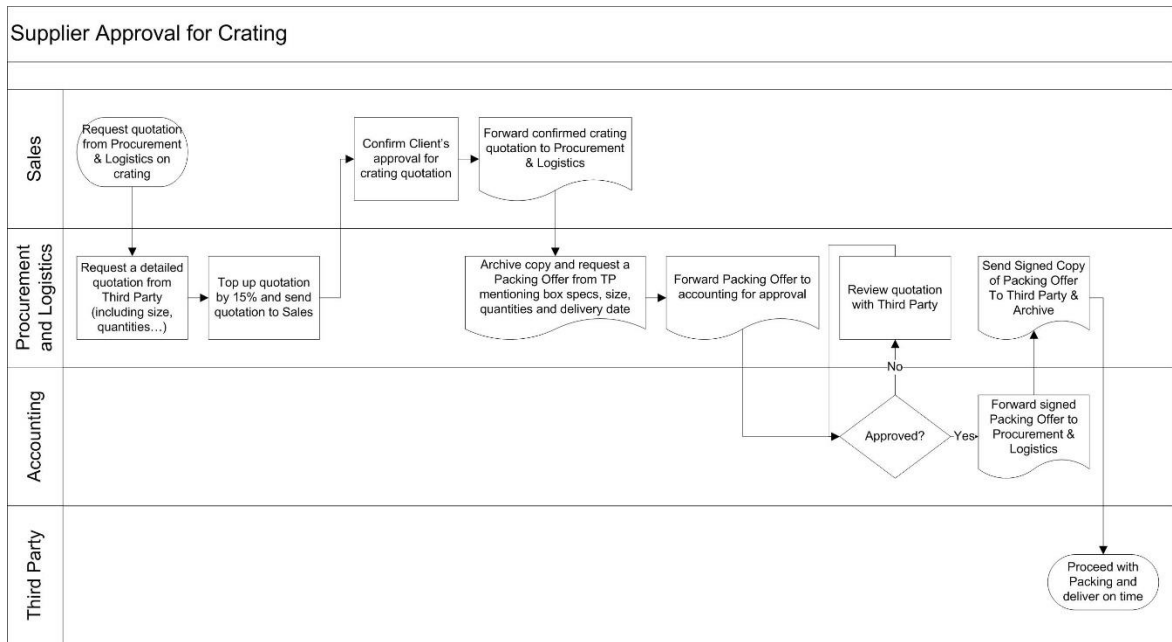 Supplier Approval for Crating
Sales
Request quotation
from Procurement
& Logistics on
crating
Confirm Client's
approval for
crating quotation
Forward confirmed crating
quotation to Procurement
& Logistics
Procurement
and Logistics
Request a detailed
quotation from Third
Party (including size,
quantities…)
Top up quotation
by 15% and send
quotation to Sales
Archive copy and request a
Packing Offer from TP
mentioning box specs, size,
quantities and delivery date
Forward Packing Offer to
accounting for approval
Review quotation
with Third Party
Send Signed Copy
of Packing Offer
To Third Party &
Archive
No
Accounting
Approved?
Yes
Forward signed
Packing Offer to
Procurement &
Logistics
Third Party
Proceed with
Packing and
deliver on time